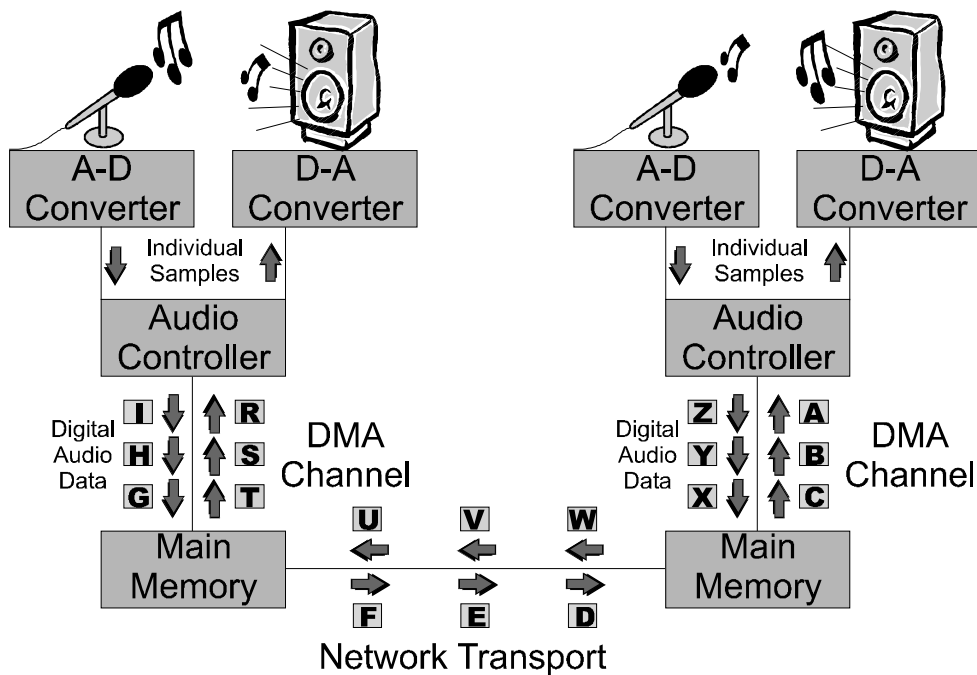 A-D
Converter
D-A
Converter
A-D
Converter
D-A
Converter
Individual
Samples
Individual
Samples
Audio
Controller
Audio
Controller
Digital
Audio
Data
I
H
G
R
S
T
DMA
Channel
Digital
Audio
Data
Z
Y
X
A
B
C
DMA
Channel
Main
Memory
U V W
F E D
Main
Memory
Network Transport